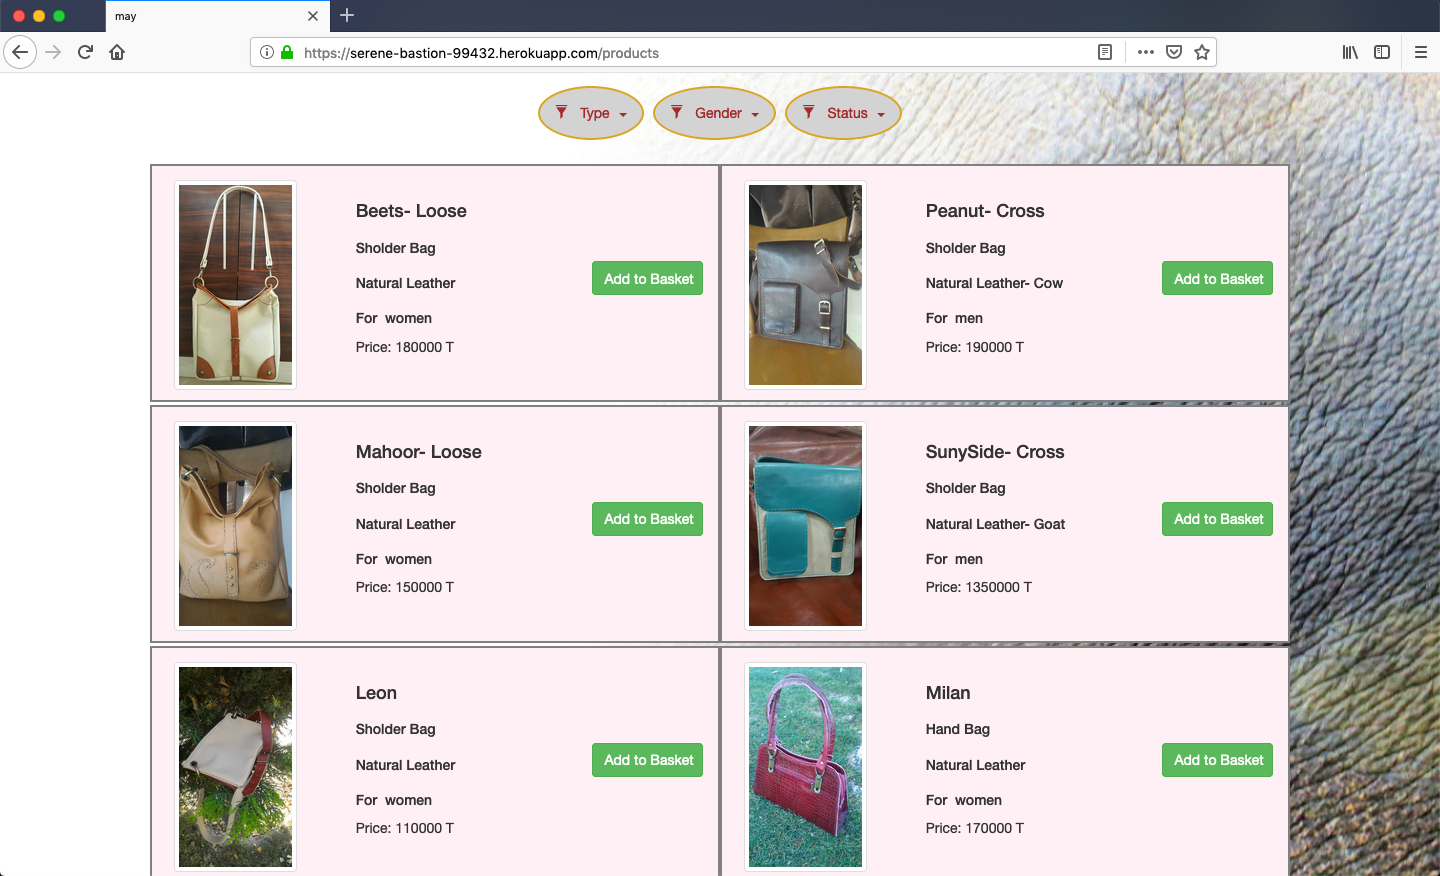 may
https://serene-bastion-99432.herokuapp.com/products
Type
Gender
Status
Beets- Loose
Sholder Bag
Natural Leather
For women
Price: 180000 T
Add to Basket
Peanut- Cross
Sholder Bag
Natural Leather- Cow
For men
Price: 190000 T
Add to Basket
Mahoor- Loose
Sholder Bag
Natural Leather
For women
Price: 150000 T
Add to Basket
SunySide- Cross
Sholder Bag
Natural Leather- Goat
For men
Price: 1350000 T
Add to Basket
Leon
Sholder Bag
Natural Leather
For women
Price: 110000 T
Add to Basket
Milan
Hand Bag
Natural Leather
For women
Price: 170000 T
Add to Basket